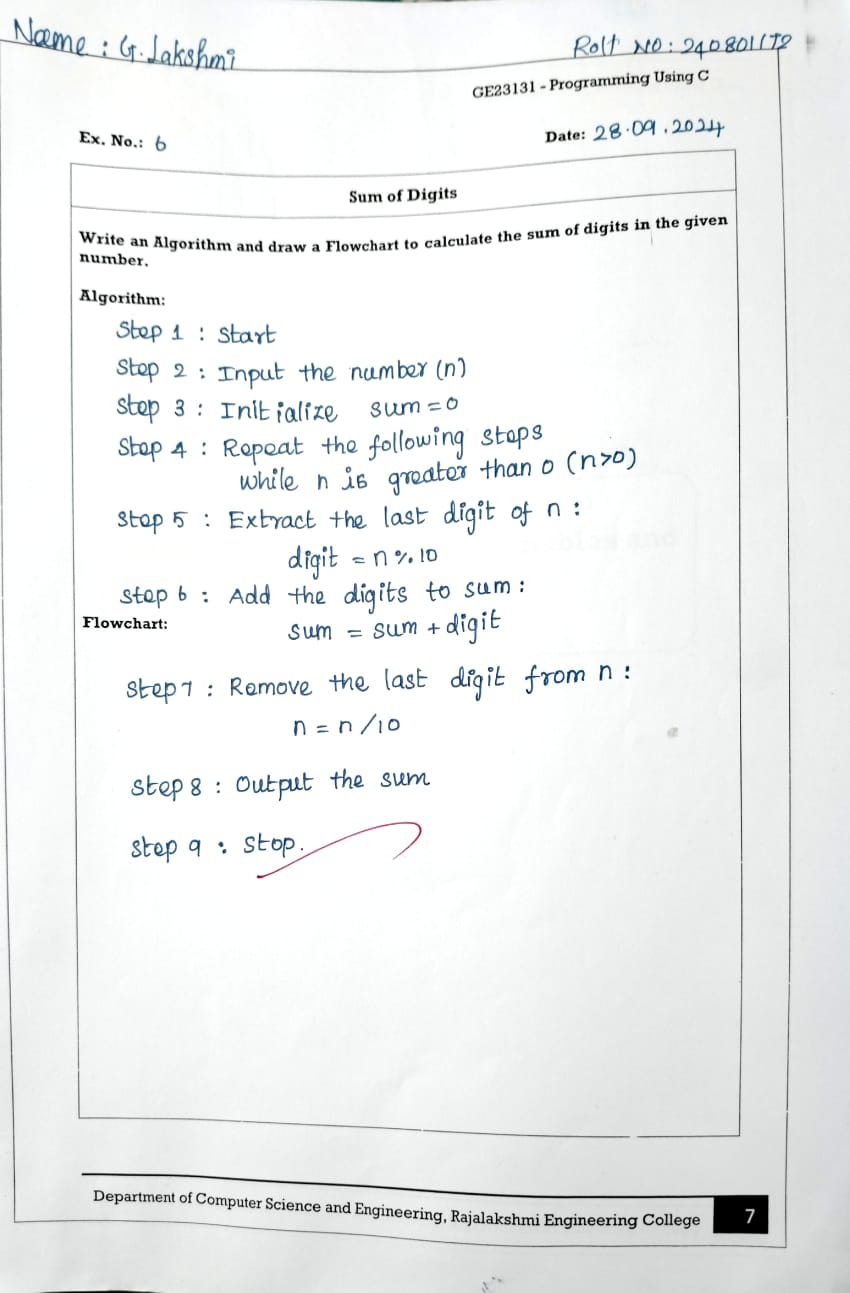 Name : G. Lakshmi
Roll NO : 240801172
GE23131 - Programming Using C
Ex. No.: 6
Date: 28.09.2024
Sum of Digits
Write an Algorithm and draw a Flowchart to calculate the sum of digits in the given
number.
Algorithm:
Step 1 : Start
Step 2 : Input the number (n)
Step 3 : Initialize sum = 0
Step 4 : Repeat the following steps
while n is greater than 0 (n>0)
Step 5 : Extract the last digit of n :
digit = n % 10
Step 6 : Add the digits to sum :
Flowchart:
sum = sum + digit
Step 7 : Remove the last digit from n :
n = n / 10
Step 8 : Output the sum
Step 9 : Stop.
Department of Computer Science and Engineering, Rajalakshmi Engineering College
7